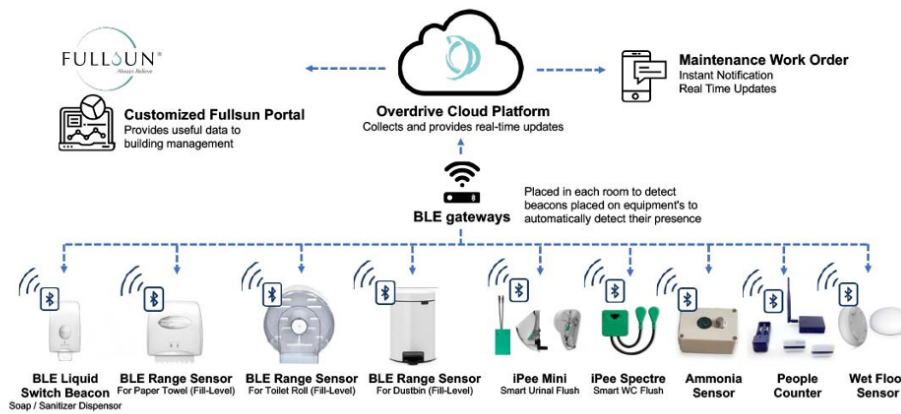 FULLSUN®
Always Believe
Customized Fullsun Portal
Provides useful data to
building management
Overdrive Cloud Platform
Collects and provides real-time updates
Maintenance Work Order
Instant Notification
Real Time Updates
BLE gateways
Placed in each room to detect
beacons placed on equipment's to
automatically detect their presence
BLE Liquid
Switch Beacon
Soap / Sanitizer Dispensor
BLE Range Sensor
For Paper Towel (Fill-Level)
BLE Range Sensor
For Toilet Roll (Fill-Level)
BLE Range Sensor
For Dustbin (Fill-Level)
iPee Mini
Smart Urinal Flush
iPee Spectre
Smart WC Flush
Ammonia
Sensor
People
Counter
Wet Floo
Sensor